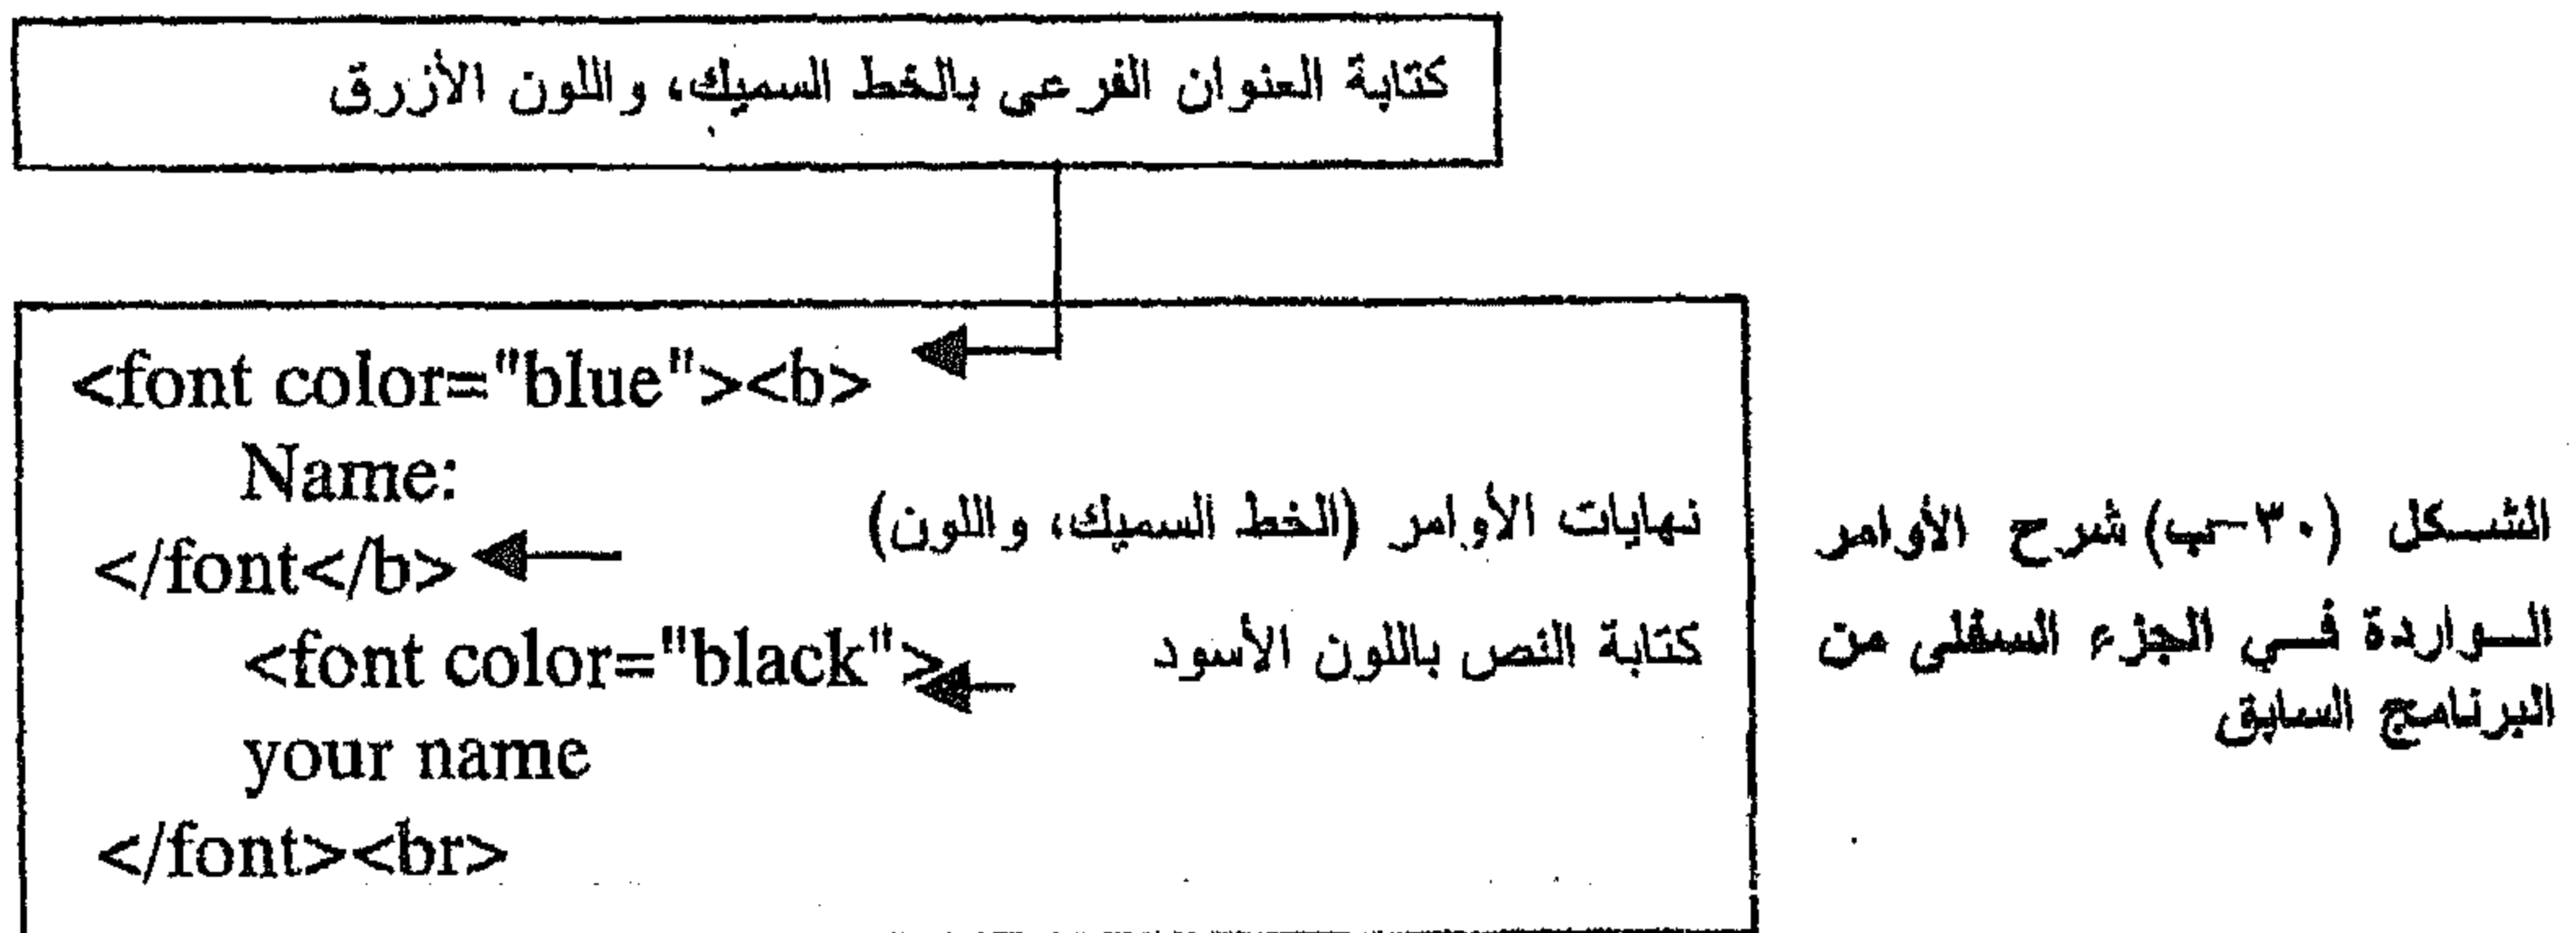 كتابة العنوان الفرعى بالخط السميك، واللون الأزرق
<font color="blue"><b>
Name:
نهايات الأوامر (الخط السميك، واللون)
</font</b>
كتابة النص باللون الأسود
<font color="black">
your name
</font><br>
الشكل (٣٠-ب) شرح الأوامر
الواردة في الجزء السفلى من
البرنامج السابق